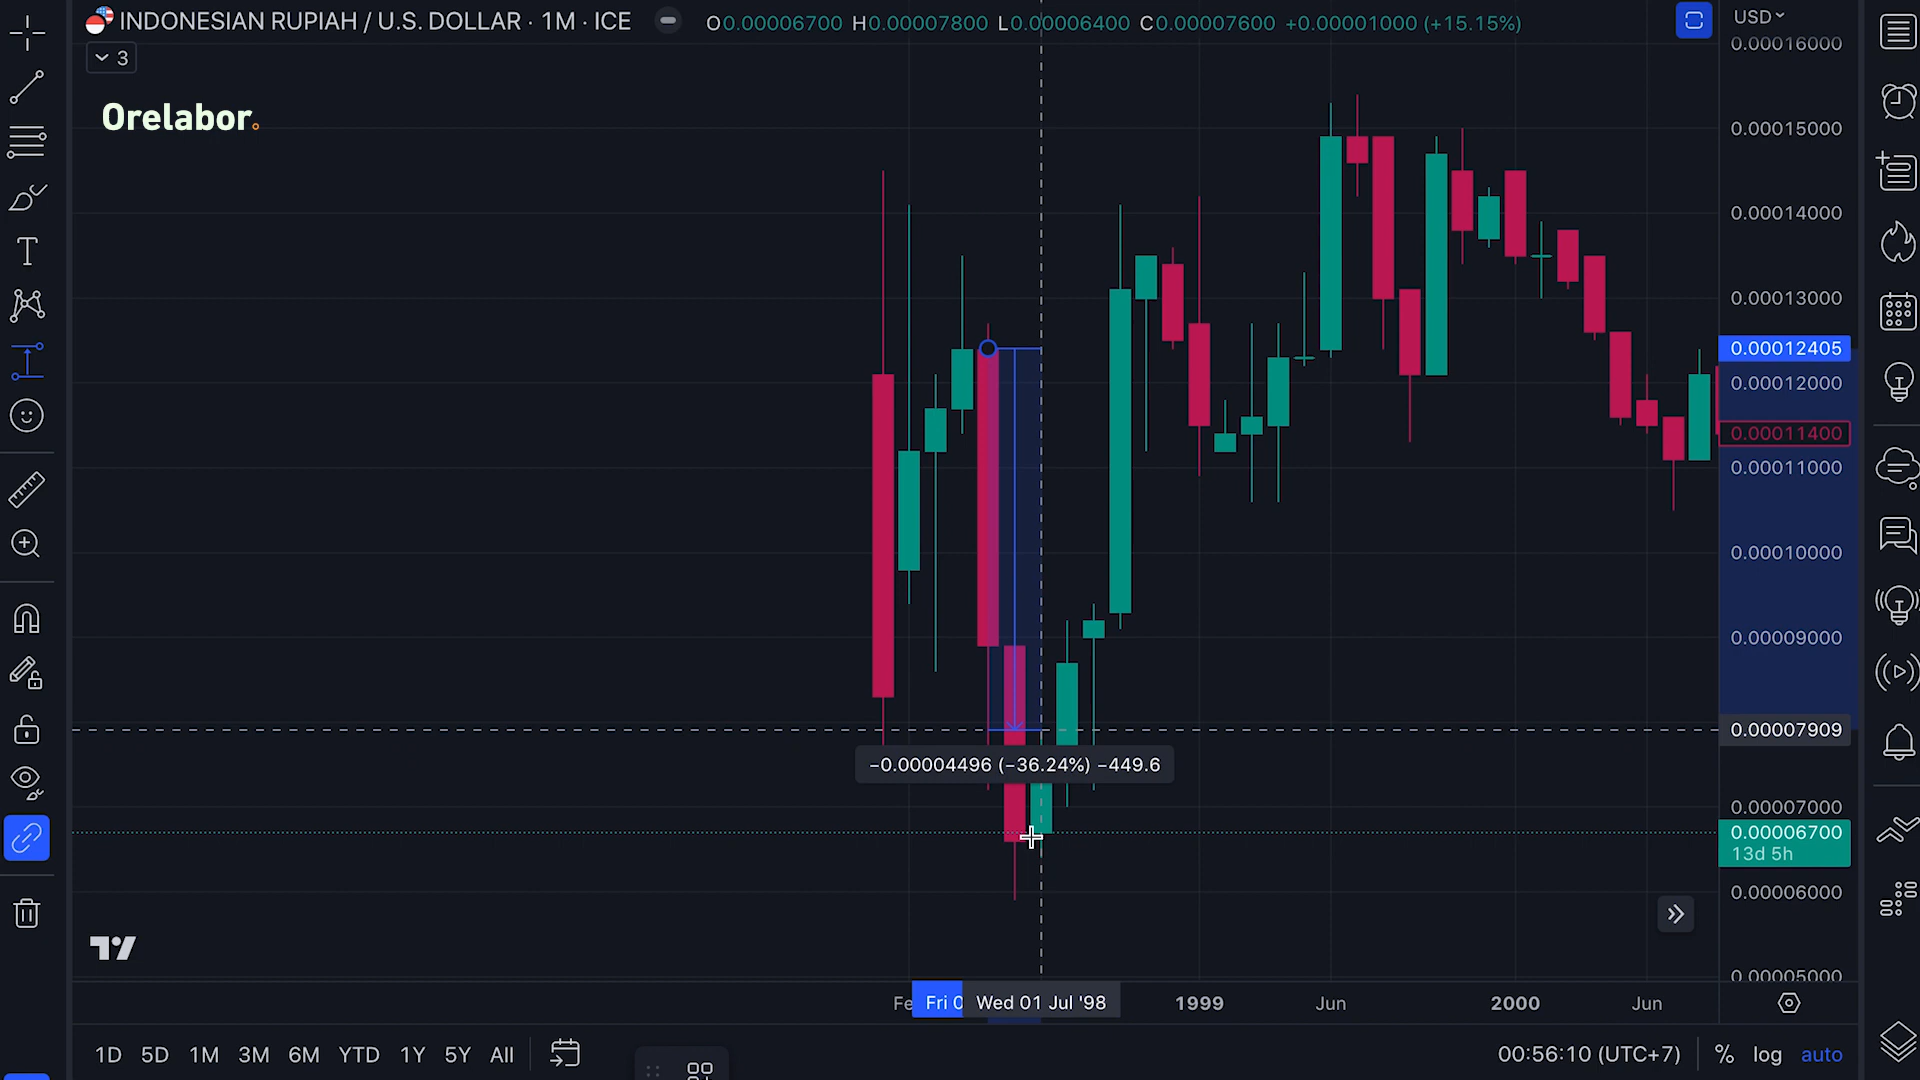 INDONESIAN RUPIAH / U.S. DOLLAR · 1M · ICE
O0.00006700 H0.00007800 L0.00006400 C0.00007600 +0.00001000 (+15.15%)
USD
0.00016000
3
Orelabor.
0.00015000
0.00014000
0.00013000
0.00012405
0.00012000
0.00011400
0.00011000
0.00010000
0.00009000
0.00007909
−0.00004496 (−36.24%) −449.6
0.00007000
0.00006700
13d 5h
0.00006000
0.00005000
Fe
Fri 0
Wed 01 Jul '98
1999
Jun
2000
Jun
1D 5D 1M 3M 6M YTD 1Y 5Y All
00:56:10 (UTC+7)
% log auto